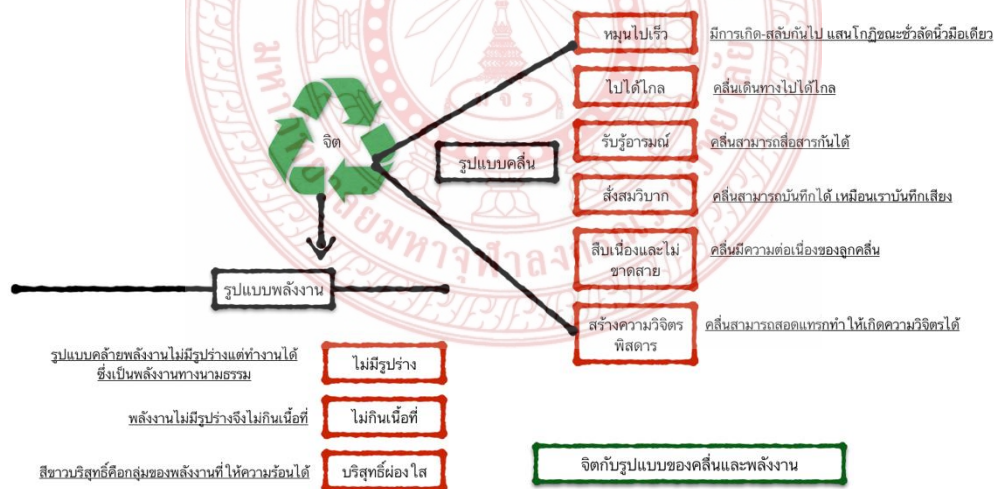 หมุนไปเร็ว
มีการเกิด-สลับกันไป แสนโกฏิขณะชั่วลัดนิ้วมือเดียว
ไปได้ไกล
คลื่นเดินทางไปได้ไกล
จิต
รับรู้อารมณ์
คลื่นสามารถสื่อสารกันได้
รูปแบบคลื่น
สั่งสมวิบาก
คลื่นสามารถบันทึกได้ เหมือนเราบันทึกเสียง
สืบเนื่องและไม่
ขาดสาย
คลื่นมีความต่อเนื่องของลูกคลื่น
รูปแบบพลังงาน
สร้างความวิจิตร
พิสดาร
คลื่นสามารถสอดแทรกทำให้เกิดความวิจิตรได้
รูปแบบคล้ายพลังงานไม่มีรูปร่างแต่ทำงานได้
ซึ่งเป็นพลังงานทางนามธรรม
ไม่มีรูปร่าง
พลังงานไม่มีรูปร่างจึงไม่กินเนื้อที่
ไม่กินเนื้อที่
สีขาวบริสุทธิ์คือกลุ่มของพลังงานที่ให้ความร้อนได้
บริสุทธิ์ผ่องใส
จิตกับรูปแบบของคลื่นและพลังงาน